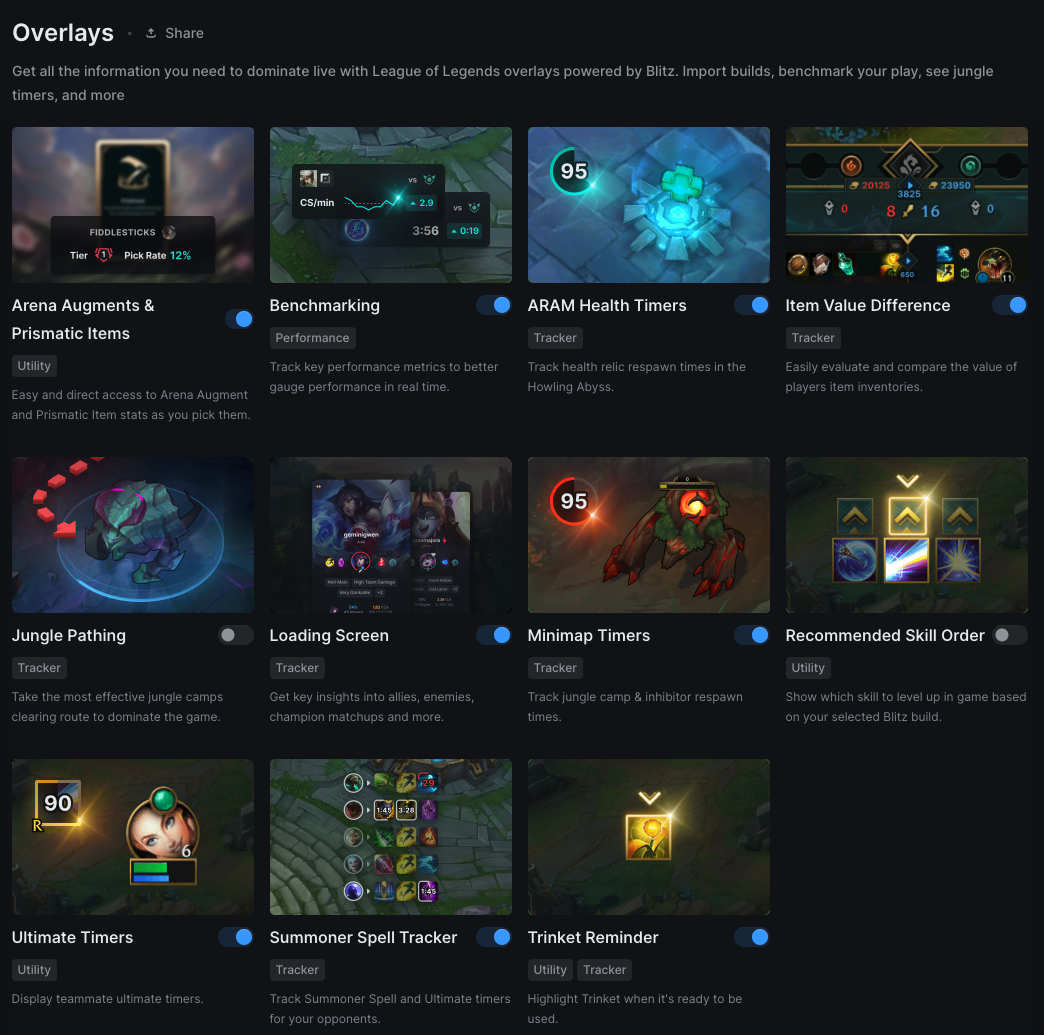 Overlays
Share
Get all the information you need to dominate live with League of Legends overlays powered by Blitz. Import builds, benchmark your play, see jungle
timers, and more
FIDDLESTICKS
Tier 1 Pick Rate 12%
vs
CS/min 2.9
vs
3:56 0:19
95
20125 23950
3825
0 8 16 0
650
11
Arena Augments &
Prismatic Items
Utility
Easy and direct access to Arena Augment
and Prismatic Item stats as you pick them.
Benchmarking
Performance
Track key performance metrics to better
gauge performance in real time.
ARAM Health Timers
Tracker
Track health relic respawn times in the
Howling Abyss.
Item Value Difference
Tracker
Easily evaluate and compare the value of
players item inventories.
geminigwen
Ahri Main High Team Damage
Very Gankable +2
54%
95
Jungle Pathing
Tracker
Take the most effective jungle camps
clearing route to dominate the game.
Loading Screen
Tracker
Get key insights into allies, enemies,
champion matchups and more.
Minimap Timers
Tracker
Track jungle camp & inhibitor respawn
times.
Recommended Skill Order
Utility
Show which skill to level up in game based
on your selected Blitz build.
90
R
6
29
1:45 3:28
1:45
Ultimate Timers
Utility
Display teammate ultimate timers.
Summoner Spell Tracker
Tracker
Track Summoner Spell and Ultimate timers
for your opponents.
Trinket Reminder
Utility Tracker
Highlight Trinket when it's ready to be
used.